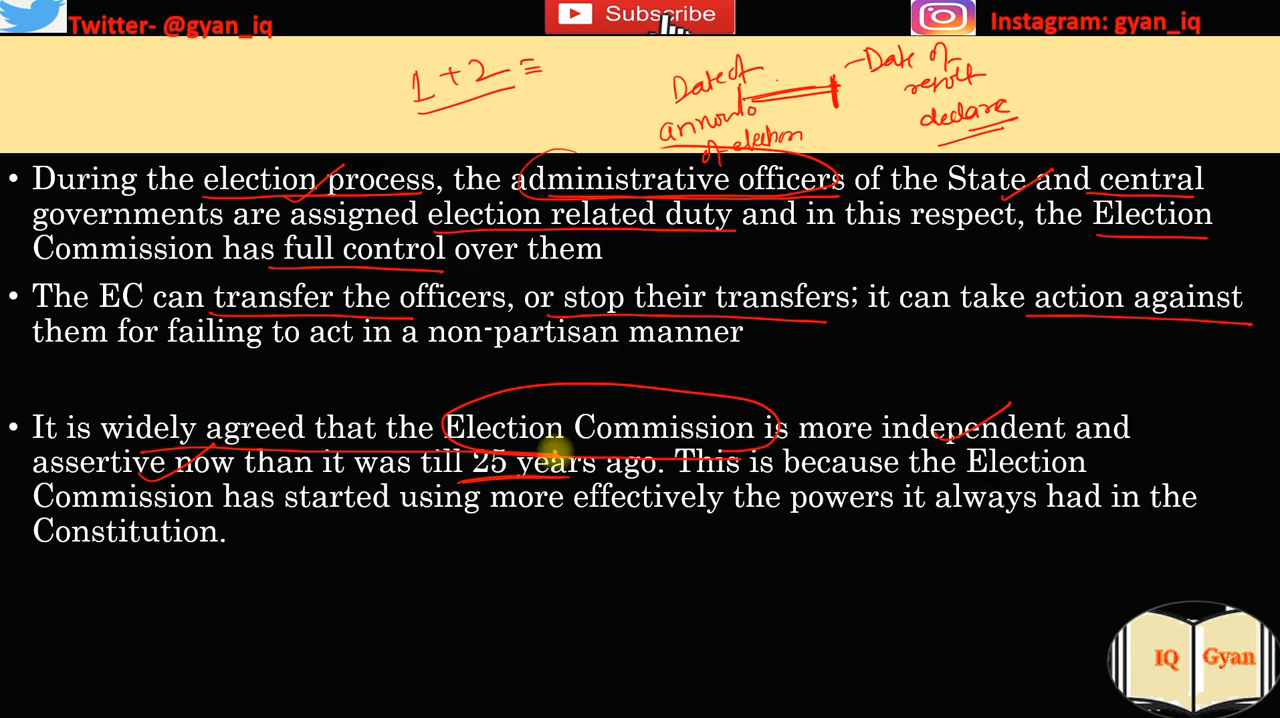 Twitter- @gyan_iq
Subscribe
Instagram: gyan_iq
1 + 2 =
Date of
of election
Date of
result
declare
• During the election process, the administrative officers of the State and central
governments are assigned election related duty and in this respect, the Election
Commission has full control over them
• The EC can transfer the officers, or stop their transfers; it can take action against
them for failing to act in a non-partisan manner
• It is widely agreed that the Election Commission is more independent and
assertive now than it was till 25 years ago. This is because the Election
Commission has started using more effectively the powers it always had in the
Constitution.
IQ Gyan